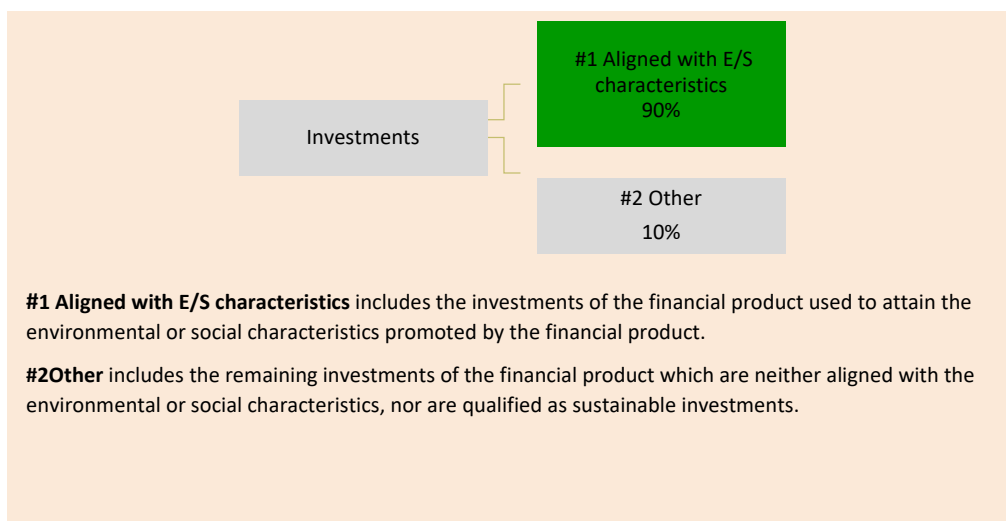 #1 Aligned with E/S
characteristics
90%
Investments
#2 Other
10%
#1 Aligned with E/S characteristics includes the investments of the financial product used to attain the
environmental or social characteristics promoted by the financial product.
#2Other includes the remaining investments of the financial product which are neither aligned with the
environmental or social characteristics, nor are qualified as sustainable investments.